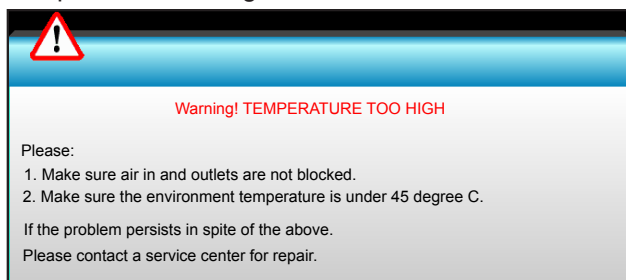 Warning! TEMPERATURE TOO HIGH
Please:
1. Make sure air in and outlets are not blocked.
2. Make sure the environment temperature is under 45 degree C.
If the problem persists in spite of the above.
Please contact a service center for repair.